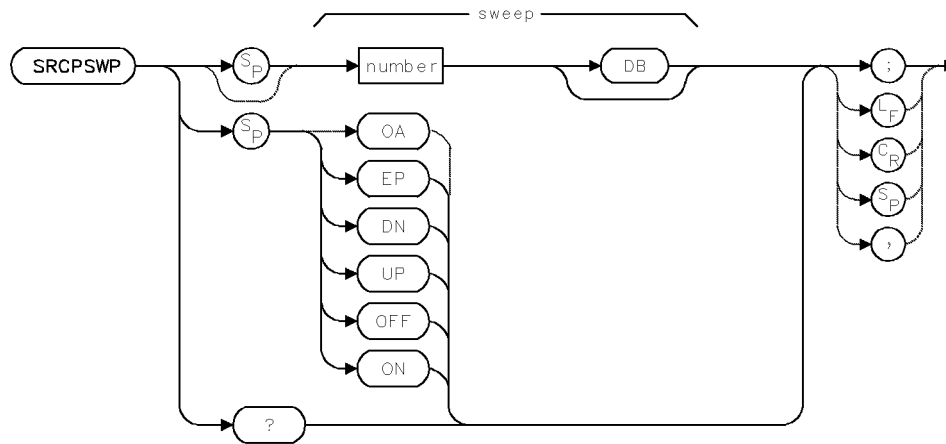 sweep
SRCPSWP SP number DB ;
SP OA LF
EP CR
DN SP
UP ,
OFF
ON
?